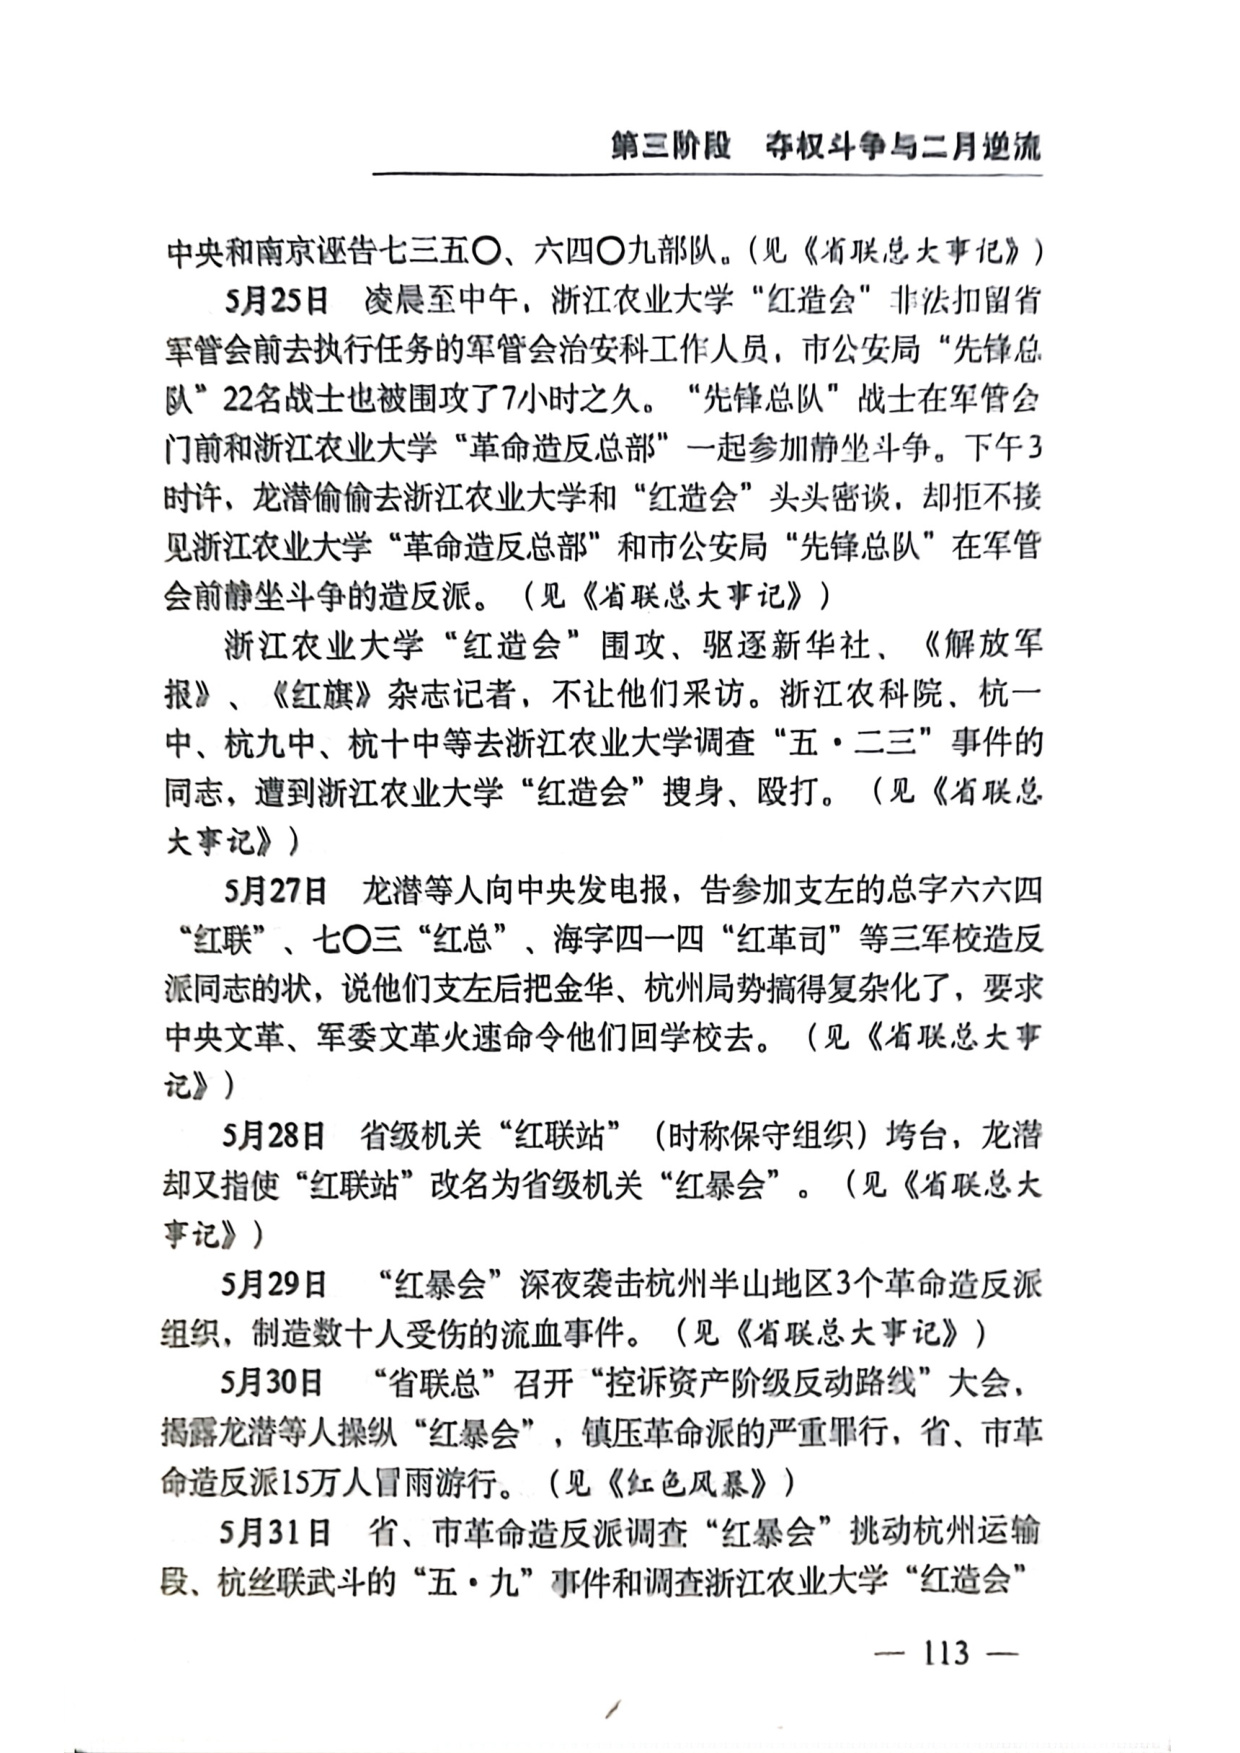 第三阶段　夺权斗争与二月逆流
中央和南京诬告七三五〇、六四〇九部队。（见《省联总大事记》）
5月25日　凌晨至中午，浙江农业大学“红造会”非法扣留省
军管会前去执行任务的军管会治安科工作人员，市公安局“先锋总
队”22名战士也被围攻了7小时之久。“先锋总队”战士在军管会
门前和浙江农业大学“革命造反总部”一起参加静坐斗争。下午3
时许，龙潜偷偷去浙江农业大学和“红造会”头头密谈，却拒不接
见浙江农业大学“革命造反总部”和市公安局“先锋总队”在军管
会前静坐斗争的造反派。（见《省联总大事记》）
浙江农业大学“红造会”围攻、驱逐新华社、《解放军
报》、《红旗》杂志记者，不让他们采访。浙江农科院、杭一
中、杭九中、杭十中等去浙江农业大学调查“五·二三”事件的
同志，遭到浙江农业大学“红造会”搜身、殴打。（见《省联总
大事记》）
5月27日　龙潜等人向中央发电报，告参加支左的总字六六四
“红联”、七〇三“红总”、海字四一四“红革司”等三军校造反
派同志的状，说他们支左后把金华、杭州局势搞得复杂化了，要求
中央文革、军委文革火速命令他们回学校去。（见《省联总大事
记》）
5月28日　省级机关“红联站”（时称保守组织）垮台，龙潜
却又指使“红联站”改名为省级机关“红暴会”。（见《省联总大
事记》）
5月29日　“红暴会”深夜袭击杭州半山地区3个革命造反派
组织，制造数十人受伤的流血事件。（见《省联总大事记》）
5月30日　“省联总”召开“控诉资产阶级反动路线”大会，
揭露龙潜等人操纵“红暴会”，镇压革命派的严重罪行，省、市革
命造反派15万人冒雨游行。（见《红色风暴》）
5月31日　省、市革命造反派调查“红暴会”挑动杭州运输
段、杭丝联武斗的“五·九”事件和调查浙江农业大学“红造会”
— 113 —